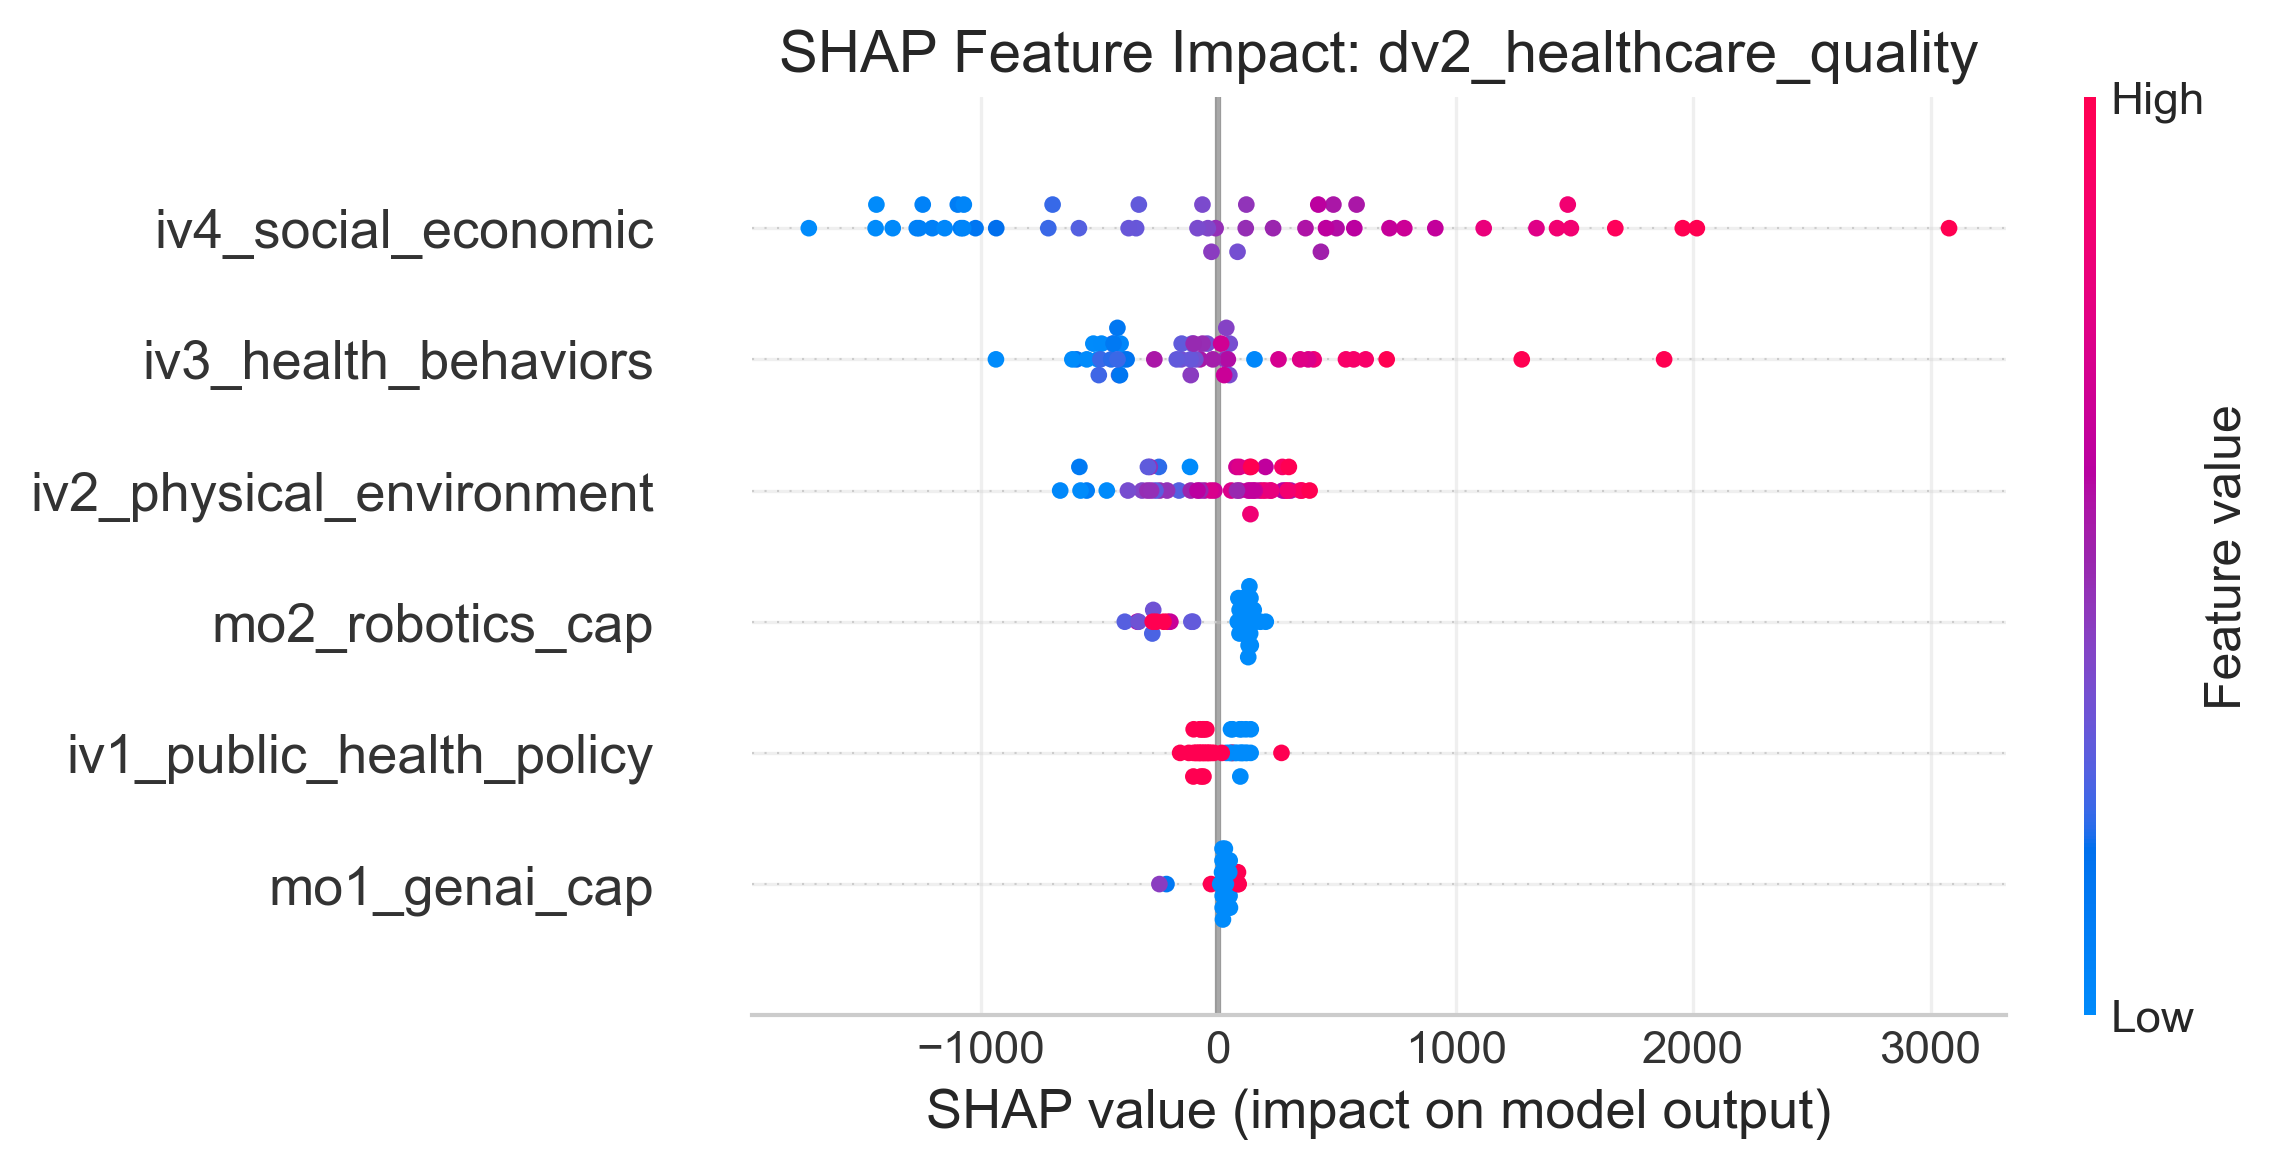 SHAP Feature Impact: dv2_healthcare_quality
High
iv4_social_economic
iv3_health_behaviors
iv2_physical_environment
mo2_robotics_cap
iv1_public_health_policy
mo1_genai_cap
Feature value
Low
−1000 0 1000 2000 3000
SHAP value (impact on model output)